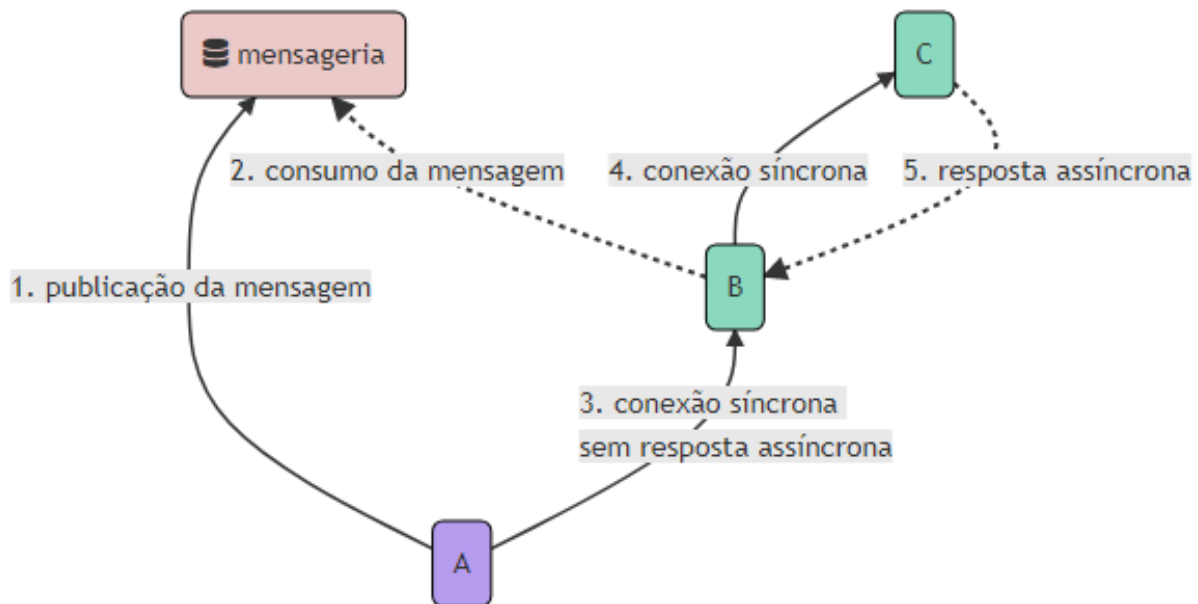 mensageria
C
2. consumo da mensagem
4. conexão síncrona
5. resposta assíncrona
1. publicação da mensagem
B
3. conexão síncrona
sem resposta assíncrona
A